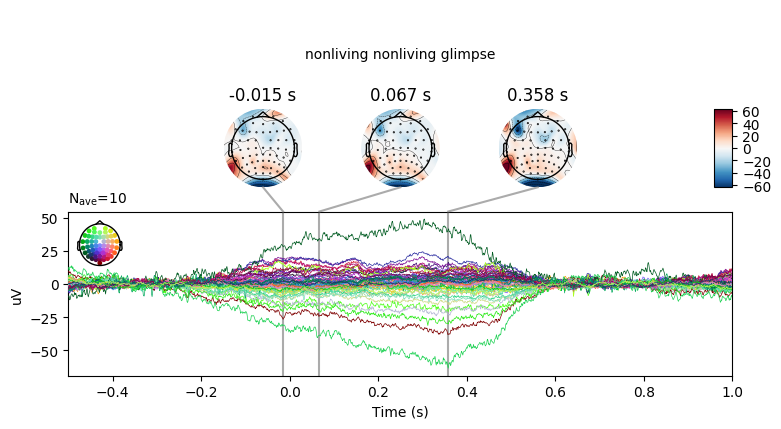 nonliving nonliving glimpse
-0.015 s 0.067 s 0.358 s
60
40
20
0
−20
−40
−60
Nave=10
50
25
0
−25
−50
uV
−0.4 −0.2 0.0 0.2 0.4 0.6 0.8 1.0
Time (s)